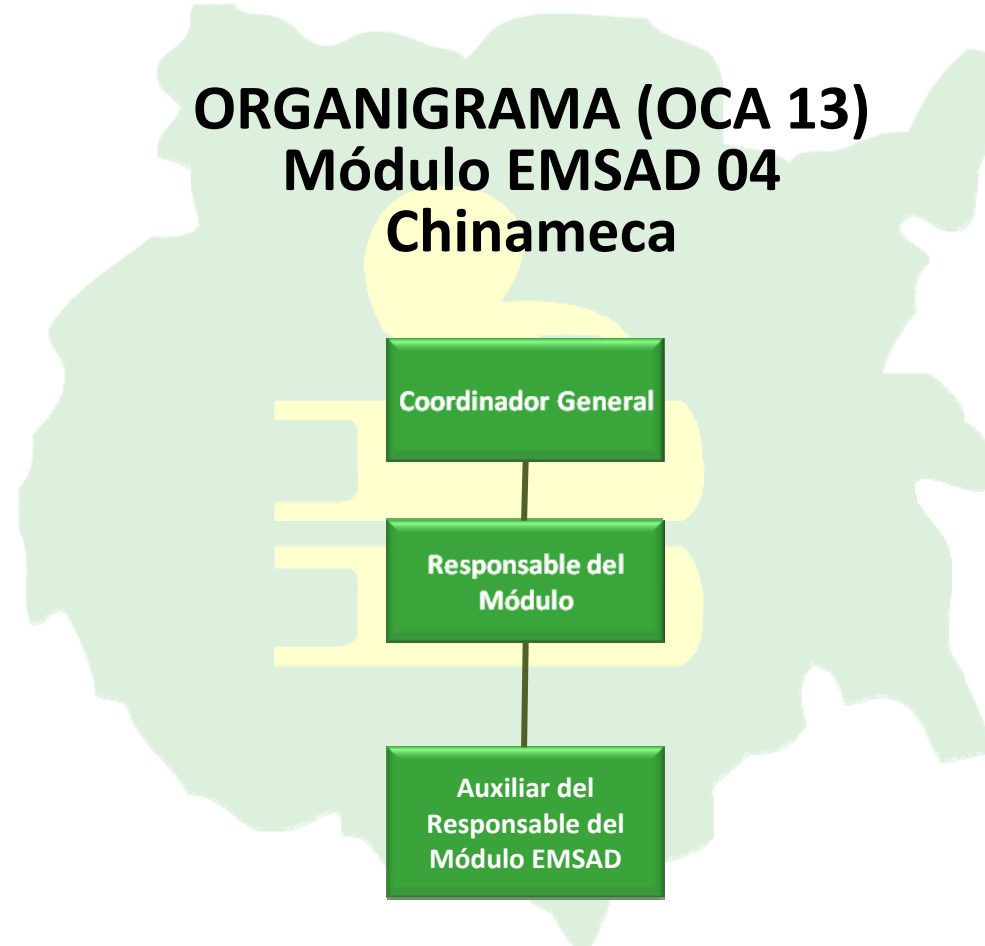 ORGANIGRAMA (OCA 13)
Módulo EMSAD 04
Chinameca
Coordinador General
Responsable del
Módulo
Auxiliar del
Responsable del
Módulo EMSAD